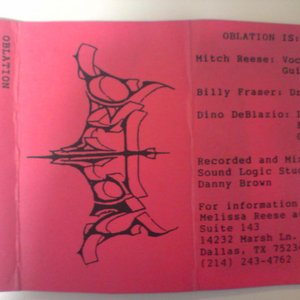 OBLATION
OBLATION
OBLATION IS:
Mitch Reese: Voc
Gui
Billy Fraser: D
Dino DeBlazio:
Recorded and Mi
Sound Logic Stu
Danny Brown
For information
Melissa Reese a
Suite 143
14232 Marsh Ln.
Dallas, TX 7523
(214) 243-4762